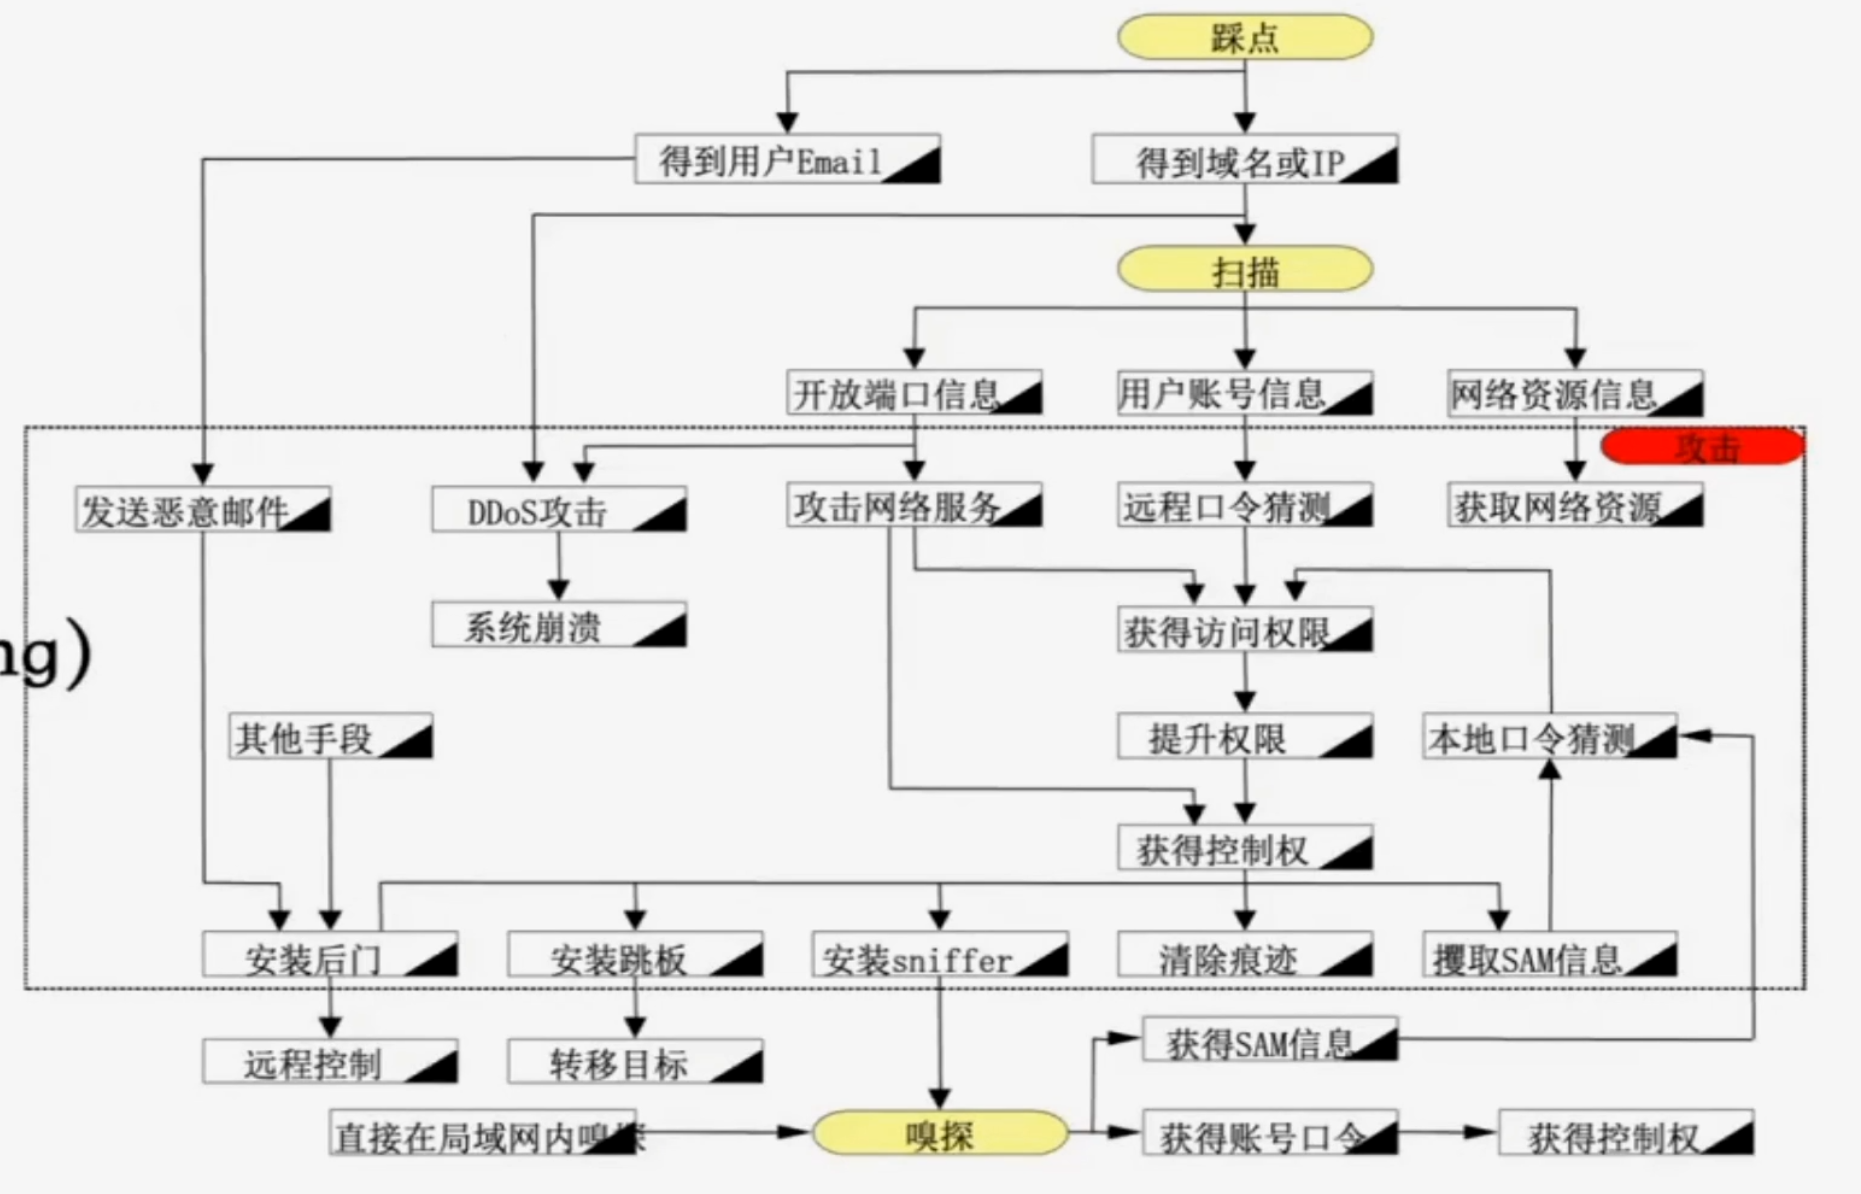 踩点
得到用户Email
得到域名或IP
扫描
开放端口信息
用户账号信息
网络资源信息
攻击
发送恶意邮件
DDoS攻击
攻击网络服务
远程口令猜测
获取网络资源
系统崩溃
获得访问权限
ng)
其他手段
提升权限
本地口令猜测
获得控制权
安装后门
安装跳板
安装sniffer
清除痕迹
攫取SAM信息
远程控制
转移目标
获得SAM信息
直接在局域网内嗅探
嗅探
获得账号口令
获得控制权